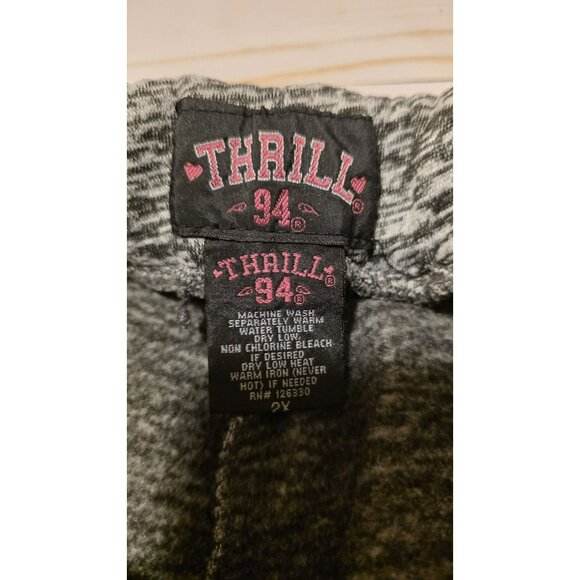 THRILL
94®
THRILL®
94®
MACHINE WASH
SEPARATELY WARM
WATER TUMBLE
DRY LOW.
NON CHLORINE BLEACH
IF DESIRED
DRY LOW HEAT
WARM IRON (NEVER
HOT) IF NEEDED
RN# 126330
2X